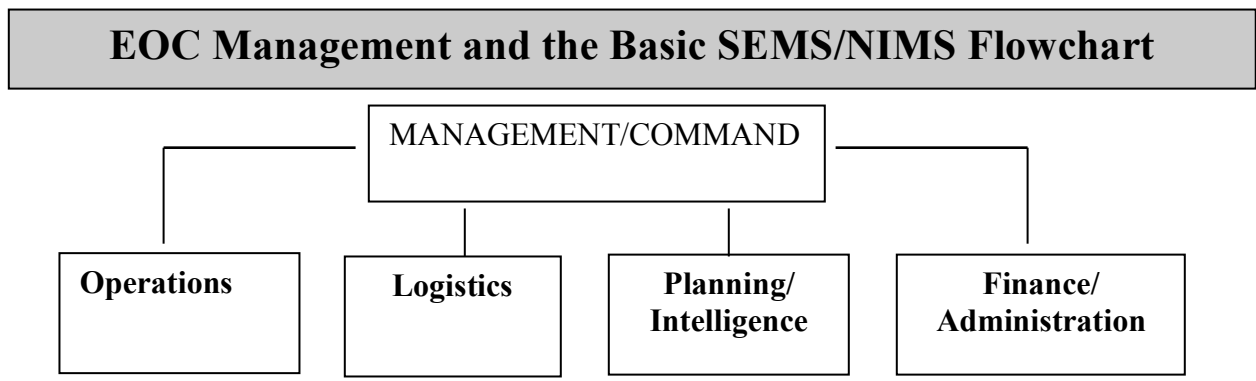 EOC Management and the Basic SEMS/NIMS Flowchart
MANAGEMENT/COMMAND
Operations
Logistics
Planning/
Intelligence
Finance/
Administration